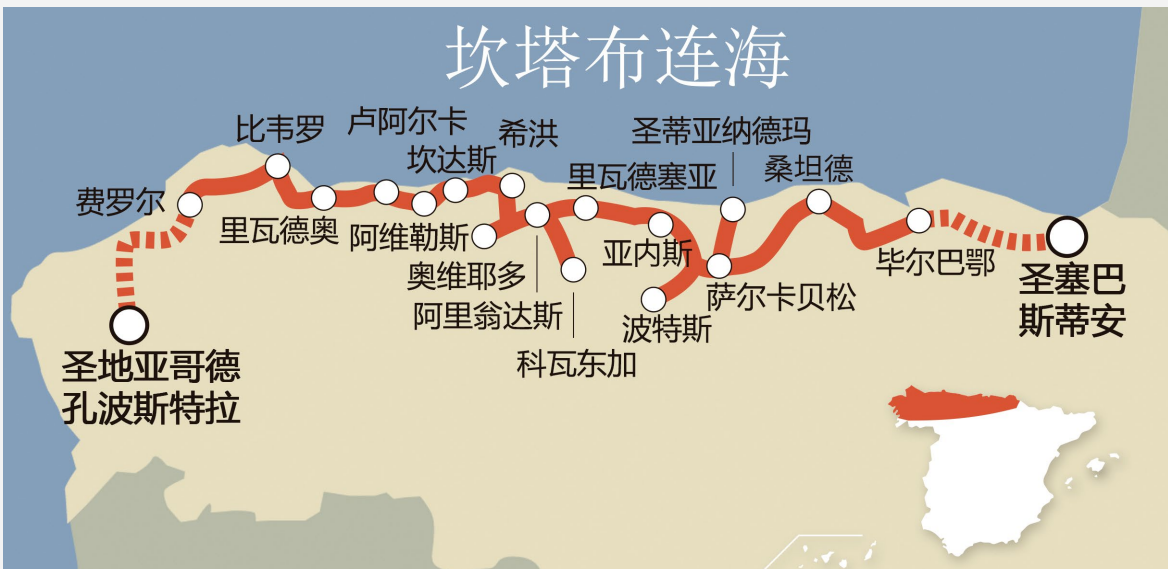 坎塔布连海
比韦罗
卢阿尔卡
坎达斯
希洪
圣蒂亚纳德玛
里瓦德塞亚
桑坦德
费罗尔
里瓦德奥
阿维勒斯
奥维耶多
亚内斯
毕尔巴鄂
阿里翁达斯
萨尔卡贝松
波特斯
科瓦东加
圣塞巴
斯蒂安
圣地亚哥德
孔波斯特拉